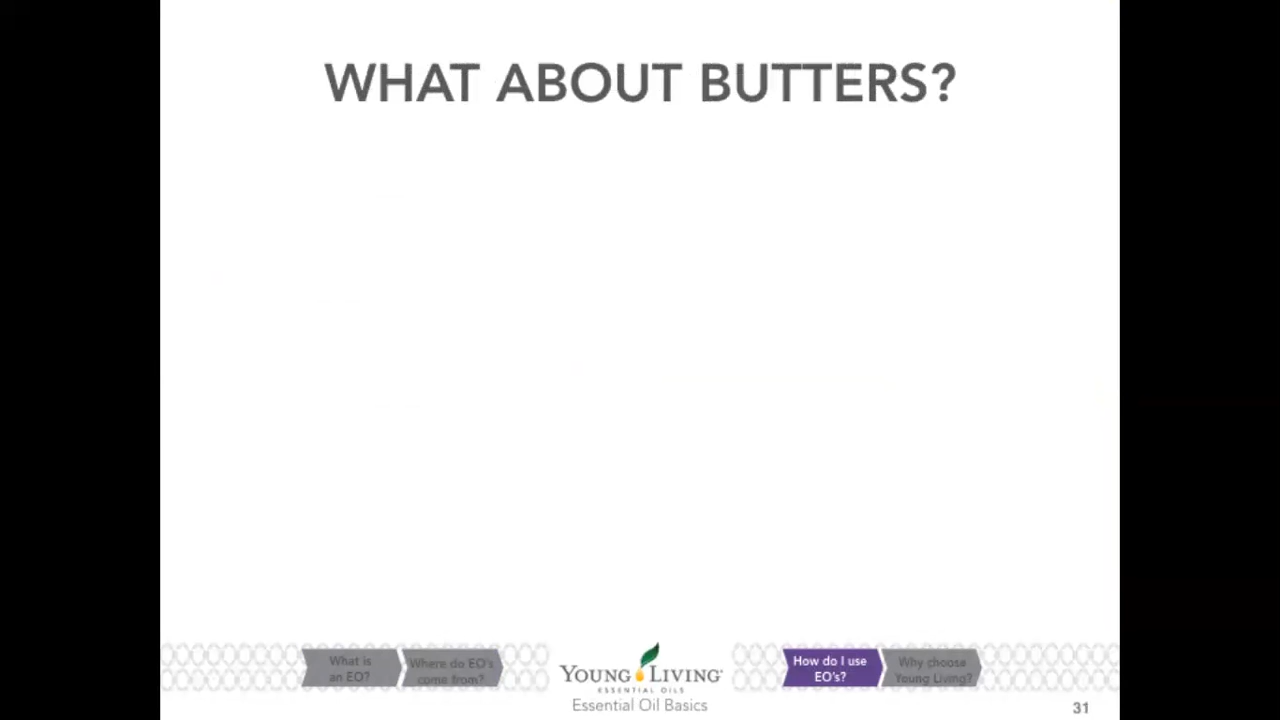 WHAT ABOUT BUTTERS?
What is
an EO?
Where do EO's
come from?
YOUNG LIVING
ESSENTIAL OILS
Essential Oil Basics
How do I use
EO's?
Why choose
Young Living?
31